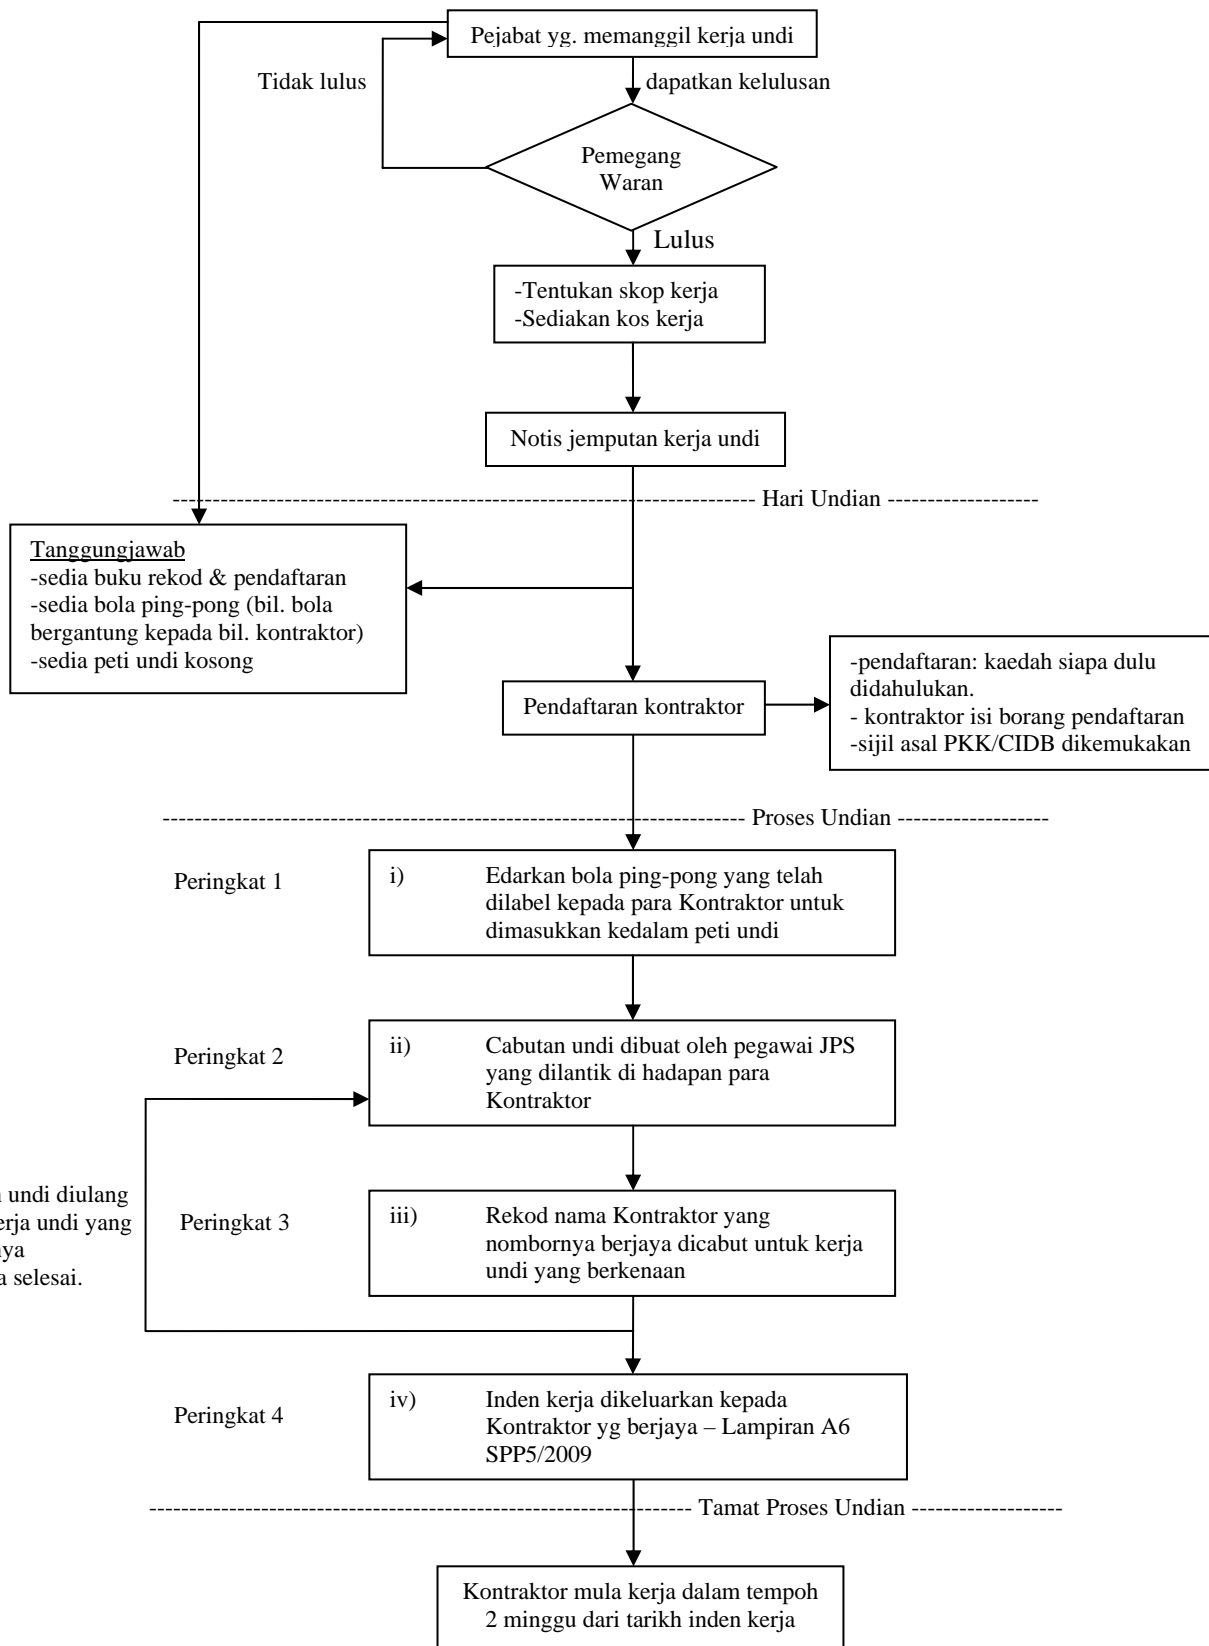 Pejabat yg. memanggil kerja undi
Tidak lulus
dapatkan kelulusan
Pemegang
Waran
Lulus
-Tentukan skop kerja
-Sediakan kos kerja
Notis jemputan kerja undi
Hari Undian
Tanggungjawab
-sedia buku rekod & pendaftaran
-sedia bola ping-pong (bil. bola
bergantung kepada bil. kontraktor)
-sedia peti undi kosong
Pendaftaran kontraktor
-pendaftaran: kaedah siapa dulu
didahulukan.
- kontraktor isi borang pendaftaran
-sijil asal PKK/CIDB dikemukakan
Proses Undian
Peringkat 1
i) Edarkan bola ping-pong yang telah
dilabel kepada para Kontraktor untuk
dimasukkan kedalam peti undi
Peringkat 2
ii) Cabutan undi dibuat oleh pegawai JPS
yang dilantik di hadapan para
Kontraktor
undi diulang
erja undi yang
nya
a selesai.
Peringkat 3
iii) Rekod nama Kontraktor yang
nombornya berjaya dicabut untuk kerja
undi yang berkenaan
Peringkat 4
iv) Inden kerja dikeluarkan kepada
Kontraktor yg berjaya – Lampiran A6
SPP5/2009
Tamat Proses Undian
Kontraktor mula kerja dalam tempoh
2 minggu dari tarikh inden kerja